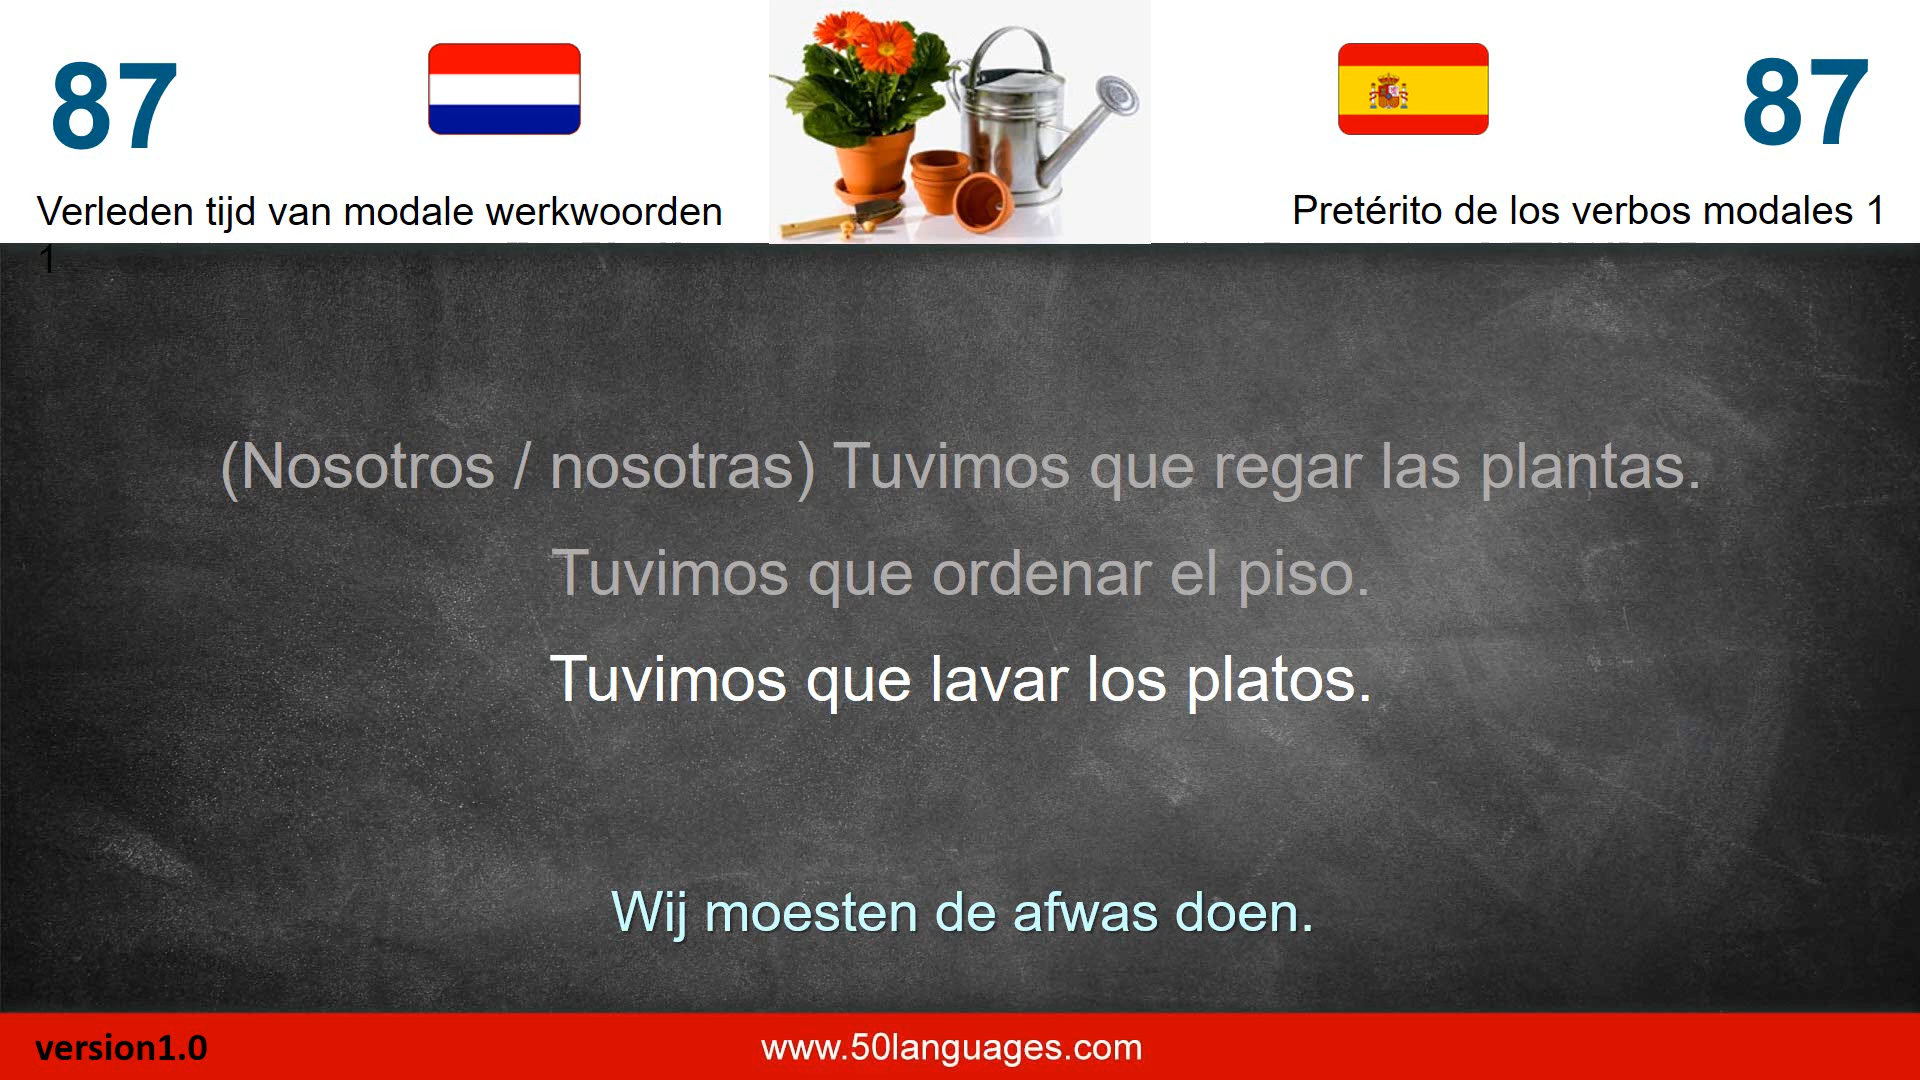 87
87
Verleden tijd van modale werkwoorden
1
Pretérito de los verbos modales 1
(Nosotros / nosotras) Tuvimos que regar las plantas.
Tuvimos que ordenar el piso.
Tuvimos que lavar los platos.
Wij moesten de afwas doen.
version1.0
www.50languages.com